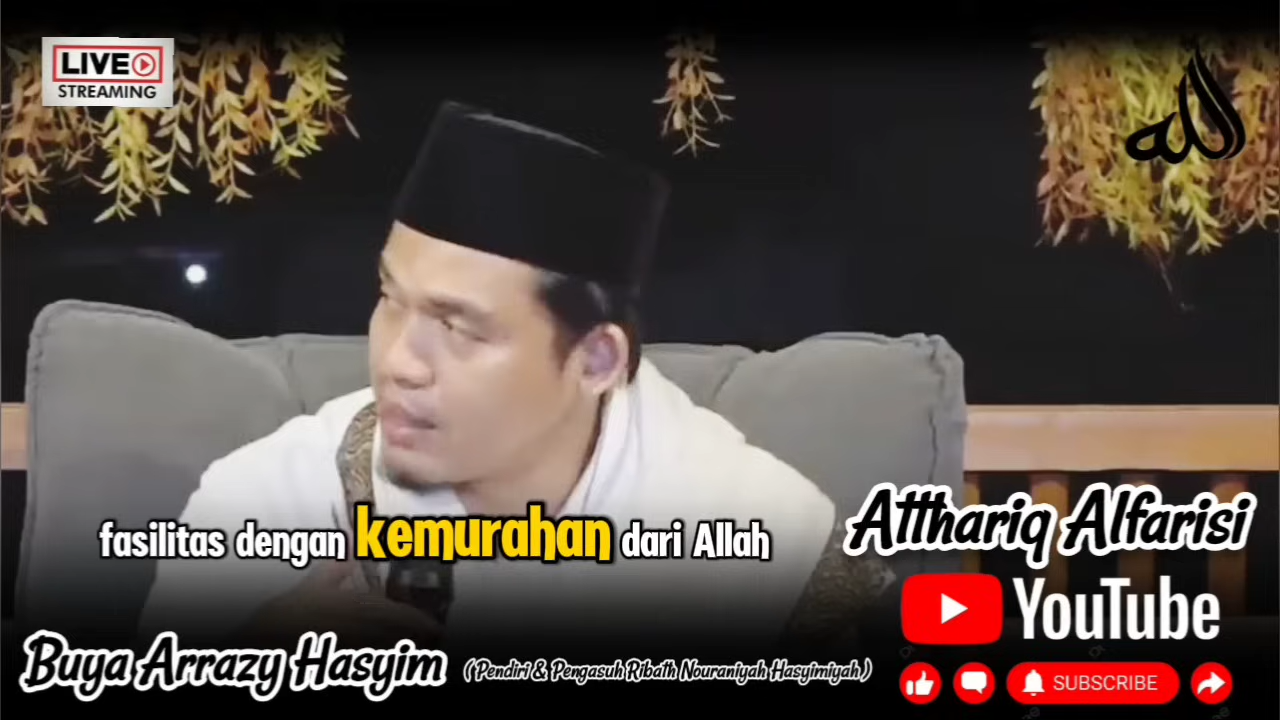 LIVE
STREAMING
الله
fasilitas dengan kemurahan dari Allah
Atthariq Alfarisi
YouTube
Buya Arrazy Hasyim
( Pendiri & Pengasuh Ribath Nouraniyah Hasyimiyah )
SUBSCRIBE